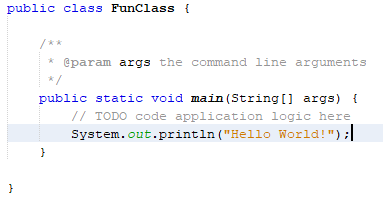 public class FunClass {
/**
* @param args the command line arguments
*/
public static void main(String[] args) {
// TODO code application logic here
System.out.println("Hello World!");
}
}